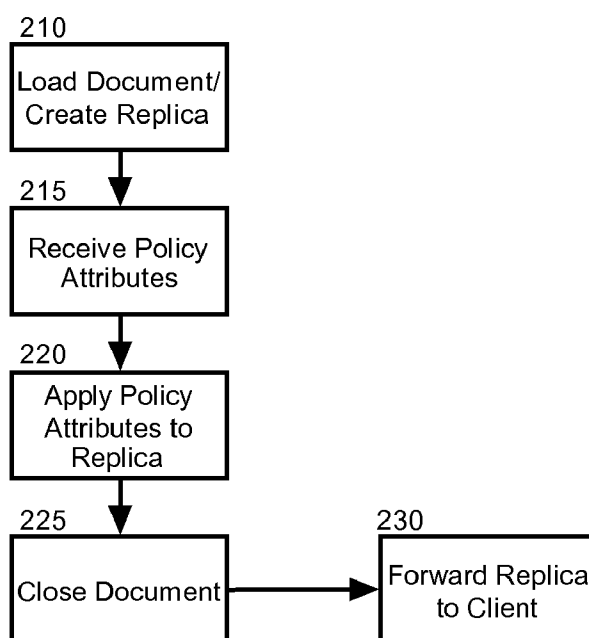 210
Load Document/
Create Replica
215
Receive Policy
Attributes
220
Apply Policy
Attributes to
Replica
225
Close Document
230
Forward Replica
to Client